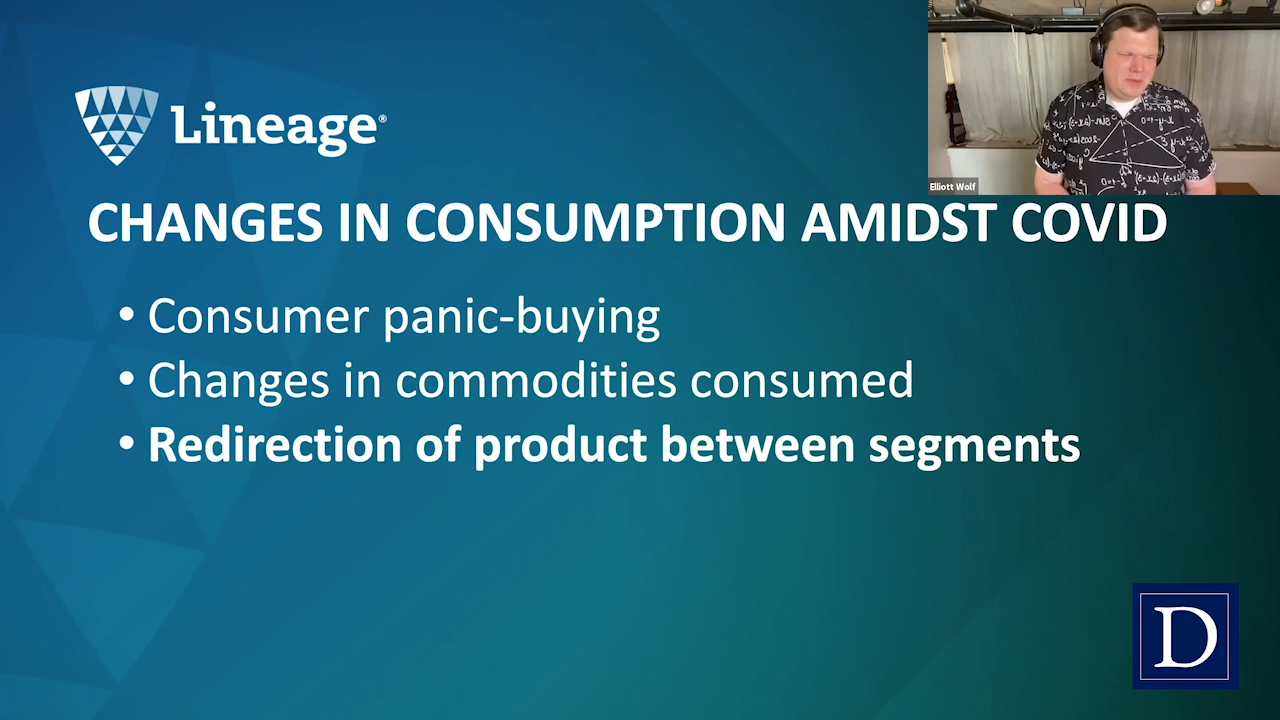 Lineage®
Elliott Wolf
CHANGES IN CONSUMPTION AMIDST COVID
• Consumer panic-buying
• Changes in commodities consumed
• Redirection of product between segments
D